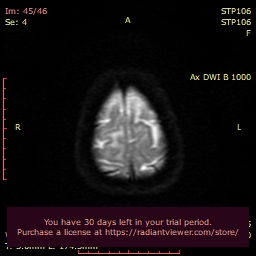 Im: 45/46
Se: 4
STP106
STP106
F
A
Ax DWI B 1000
R
L
You have 30 days left in your trial period.
Purchase a license at https://radiantviewer.com/store/